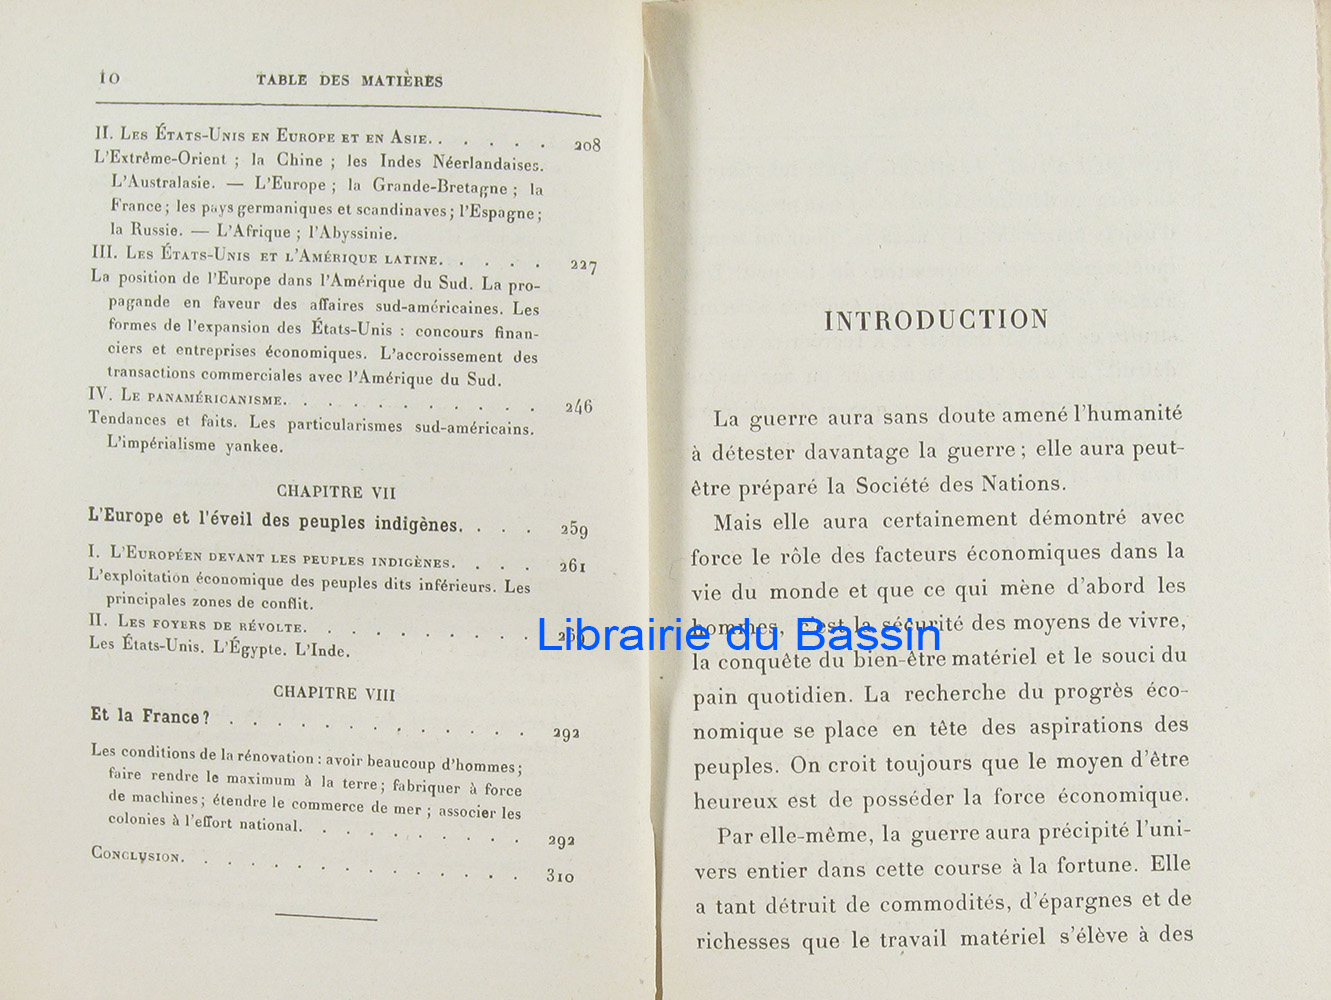 10 TABLE DES MATIÈRES
II. Les États-Unis en Europe et en Asie. . . . . . . 208
L'Extrême-Orient ; la Chine ; les Indes Néerlandaises.
L'Australasie. — L'Europe ; la Grande-Bretagne ; la
France ; les pays germaniques et scandinaves ; l'Espagne ;
la Russie. — L'Afrique ; l'Abyssinie.
III. Les États-Unis et l'Amérique latine. . . . . . 227
La position de l'Europe dans l'Amérique du Sud. La pro-
pagande en faveur des affaires sud-américaines. Les
formes de l'expansion des États-Unis : concours finan-
ciers et entreprises économiques. L'accroissement des
transactions commerciales avec l'Amérique du Sud.
IV. Le panaméricanisme. . . . . . . . . . . 246
Tendances et faits. Les particularismes sud-américains.
L'impérialisme yankee.
CHAPITRE VII
L'Europe et l'éveil des peuples indigènes. . . . 259
I. L'Européen devant les peuples indigènes. . . . 261
L'exploitation économique des peuples dits inférieurs. Les
principales zones de conflit.
II. Les foyers de révolte. . . . . . . . . . 269
Les États-Unis. L'Égypte. L'Inde.
CHAPITRE VIII
Et la France ? . . . . . . . . . . . 292
Les conditions de la rénovation : avoir beaucoup d'hommes ;
faire rendre le maximum à la terre ; fabriquer à force
de machines ; étendre le commerce de mer ; associer les
colonies à l'effort national. . . . . . . . . . 292
Conclusion. . . . . . . . . . . . . . . 310
INTRODUCTION
La guerre aura sans doute amené l'humanité
à détester davantage la guerre ; elle aura peut-
être préparé la Société des Nations.
Mais elle aura certainement démontré avec
force le rôle des facteurs économiques dans la
vie du monde et que ce qui mène d'abord les
hommes, c'est la sécurité des moyens de vivre,
la conquête du bien-être matériel et le souci du
pain quotidien. La recherche du progrès éco-
nomique se place en tête des aspirations des
peuples. On croit toujours que le moyen d'être
heureux est de posséder la force économique.
Par elle-même, la guerre aura précipité l'uni-
vers entier dans cette course à la fortune. Elle
a tant détruit de commodités, d'épargnes et de
richesses que le travail matériel s'élève à des
Librairie du Bassin